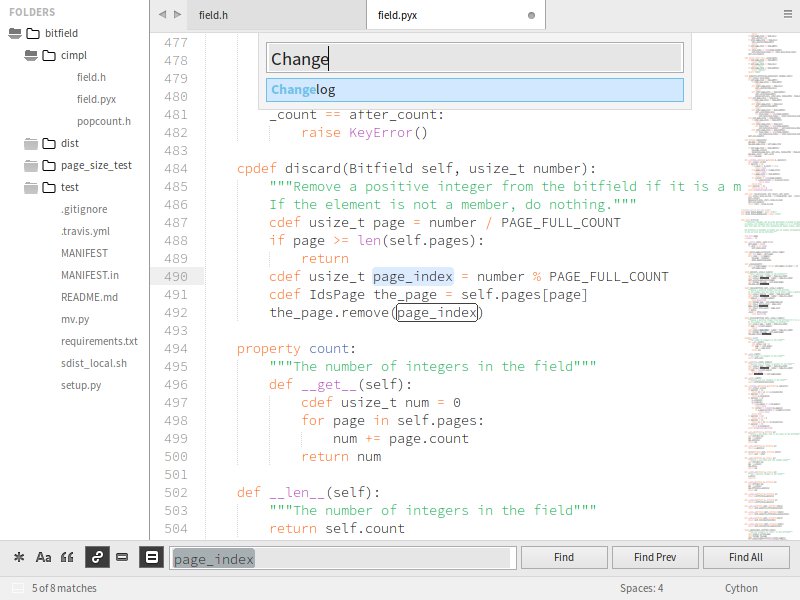 FOLDERS
bitfield
cimpl
field.h
field.pyx
popcount.h
dist
page_size_test
test
.gitignore
.travis.yml
MANIFEST
MANIFEST.in
README.md
mv.py
requirements.txt
sdist_local.sh
setup.py
field.h
field.pyx
Change
Changelog
477
478
479
480
481 _count == after_count:
482 raise KeyError()
483
484 cpdef discard(Bitfield self, usize_t number):
485 """Remove a positive integer from the bitfield if it is a m
486 If the element is not a member, do nothing."""
487 cdef usize_t page = number / PAGE_FULL_COUNT
488 if page >= len(self.pages):
489 return
490 cdef usize_t page_index = number % PAGE_FULL_COUNT
491 cdef IdsPage the_page = self.pages[page]
492 the_page.remove(page_index)
493
494 property count:
495 """The number of integers in the field"""
496 def __get__(self):
497 cdef usize_t num = 0
498 for page in self.pages:
499 num += page.count
500 return num
501
502 def __len__(self):
503 """The number of integers in the field"""
504 return self.count
Aa
page_index
Find
Find Prev
Find All
5 of 8 matches
Spaces: 4
Cython